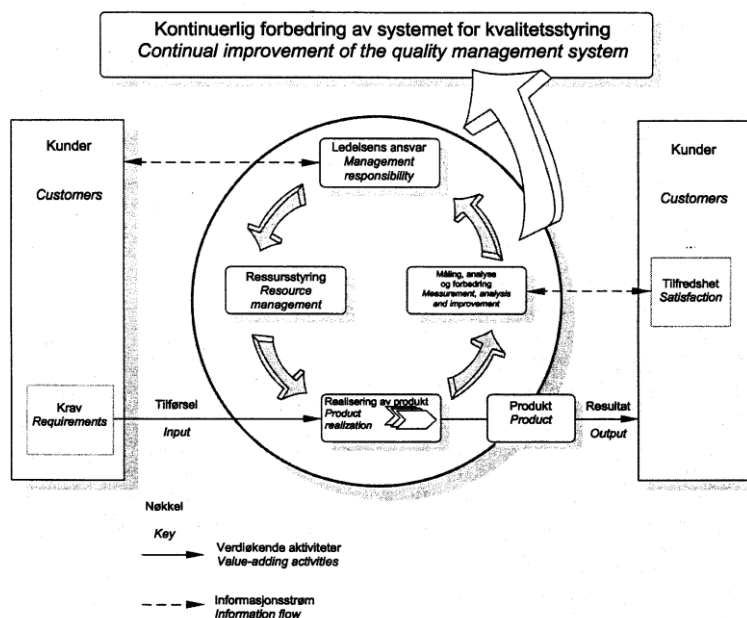 Kontinuerlig forbedring av systemet for kvalitetsstyring
Continual improvement of the quality management system
Kunder
Customers
Krav
Requirements
Ledelsens ansvar
Management
responsibility
Ressursstyring
Resource
management
Måling, analyse
og forbedring
Measurement, analysis
and improvement
Realisering av produkt
Product
realization
Tilførsel
Input
Produkt
Product
Resultat
Output
Kunder
Customers
Tilfredshet
Satisfaction
Nøkkel
Key
Verdiøkende aktiviteter
Value-adding activities
Informasjonsstrøm
Information flow